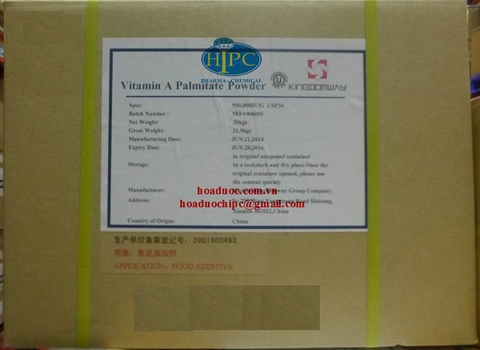 HIPC
PHARMA - CHEMICAL
Vitamin A Palmitate Powder
KINGDOMWAY
Spec: 500,000IU/G USP36
Batch Number :
Net Weight: 20kgs
Gross Weight: 21.5kgs
Manufacturing Date: JUN.21,2014
Expiry Date: JUN.20,2016
in original unopened container
Storage: In a cool,dark and dry place.Once the
original container opened, please use
the content quickly
Manufacturer: Group Company
hoaduoc.com.vn
Address: Haicang,
hoaduochipc@gmail.com
Xiamen 361022,China
Country of Origin: China
生产单位备案登记号: 3901600493
用途: 食品添加剂
APPLICATION: FOOD ADDITIVE